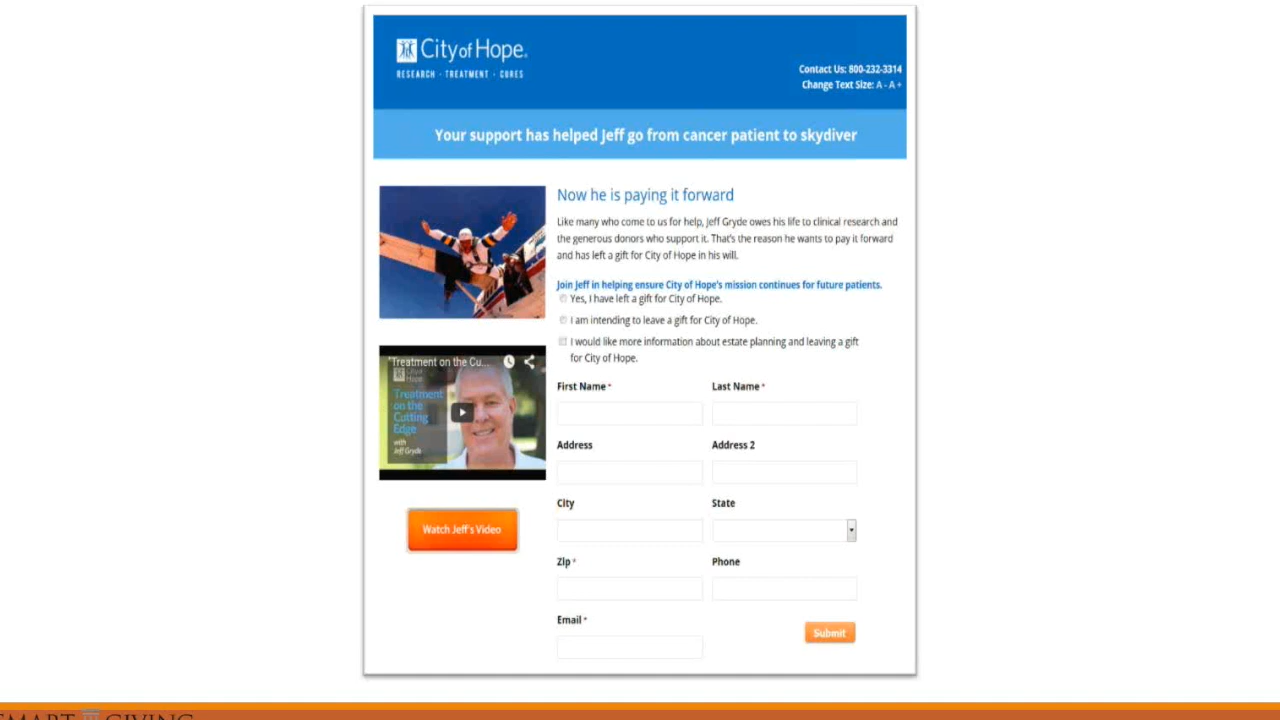 City of Hope.
RESEARCH · TREATMENT · CURES
Contact Us: 800-232-3314
Change Text Size: A - A +
Your support has helped Jeff go from cancer patient to skydiver
Now he is paying it forward
Like many who come to us for help, Jeff Gryde owes his life to clinical research and
the generous donors who support it. That's the reason he wants to pay it forward
and has left a gift for City of Hope in his will.
Join Jeff in helping ensure City of Hope's mission continues for future patients.
Yes, I have left a gift for City of Hope.
I am intending to leave a gift for City of Hope.
I would like more information about estate planning and leaving a gift
for City of Hope.
"Treatment on the Cu...
City of
Hope
Treatment
on the
Cutting
Edge
with
Jeff Gryde
Watch Jeff's Video
First Name * Last Name *
Address Address 2
City State
Zip * Phone
Email *
Submit
SMART GIVING